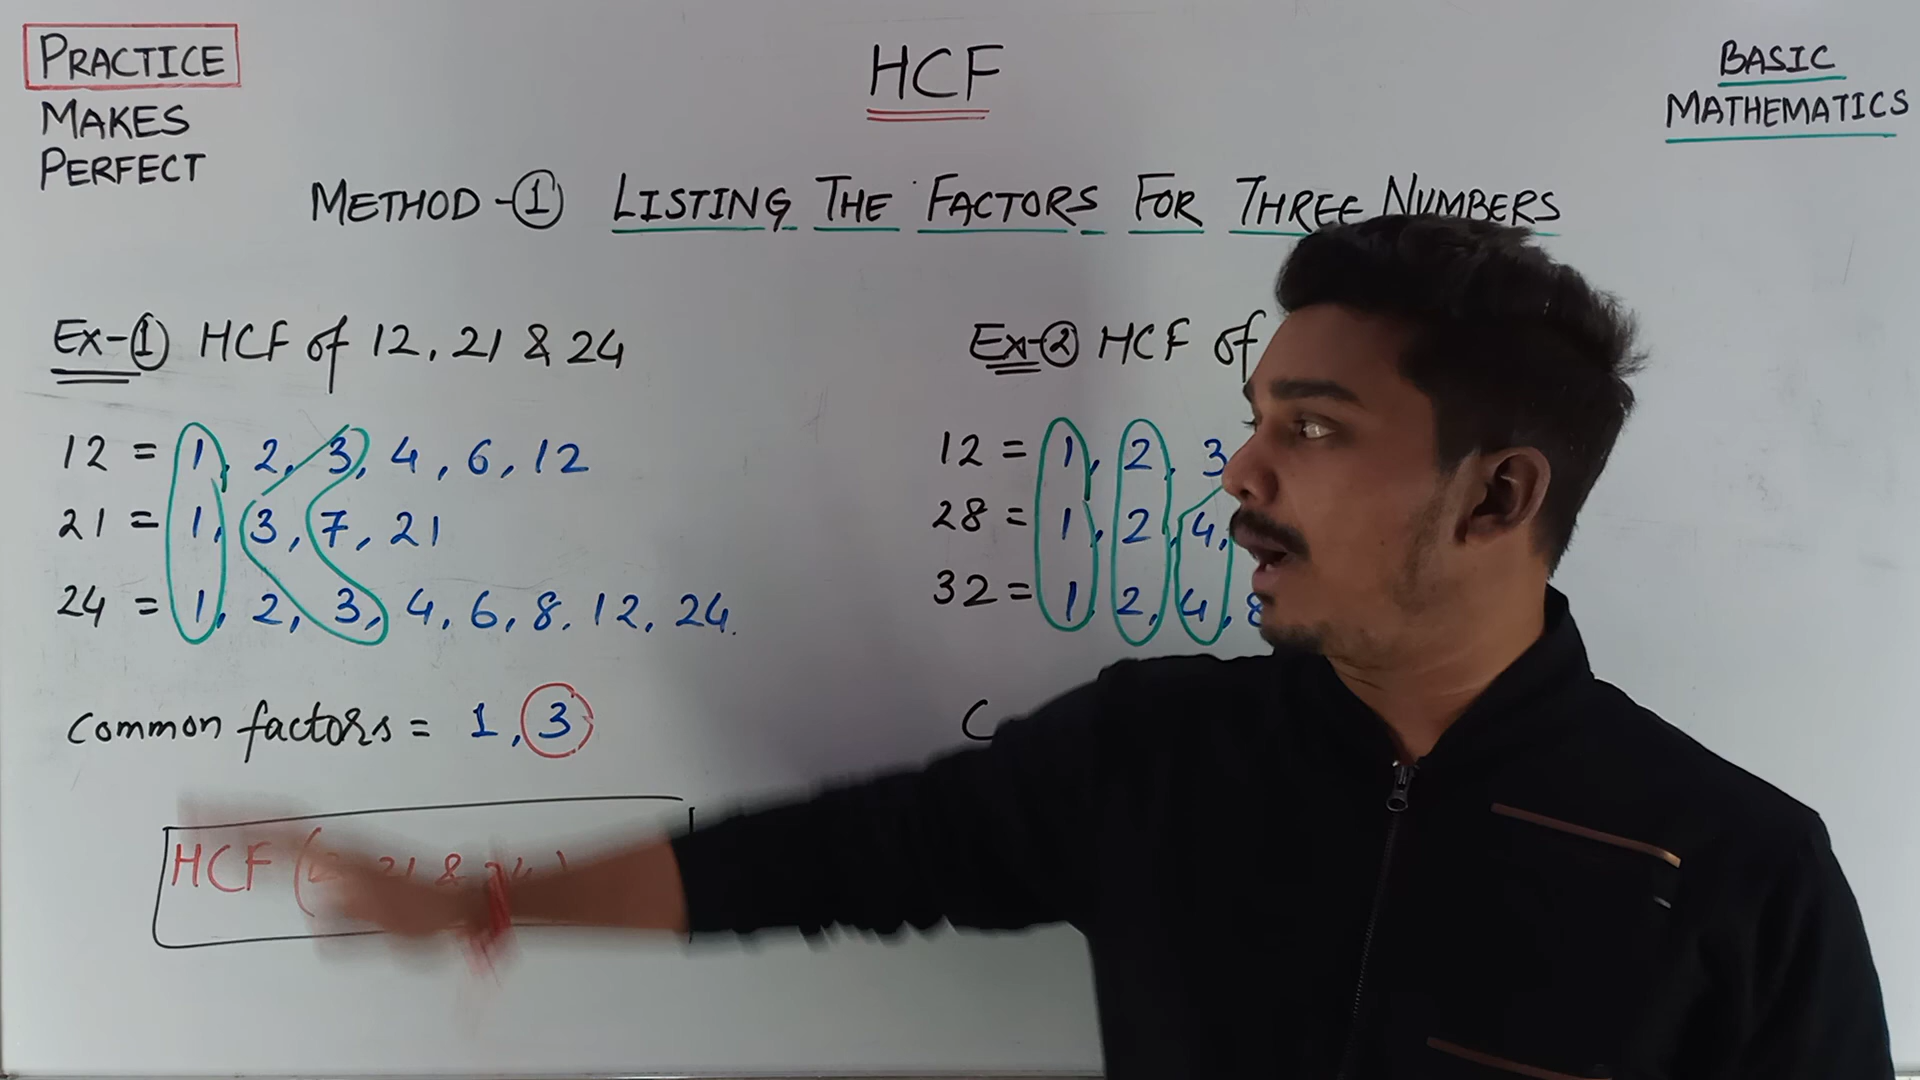 PRACTICE
MAKES
PERFECT
HCF
BASIC
MATHEMATICS
METHOD-① LISTING THE FACTORS FOR THREE NUMBERS
Ex-① HCF of 12, 21 & 24
12 = 1, 2, 3, 4, 6, 12
21 = 1, 3, 7, 21
24 = 1, 2, 3, 4, 6, 8, 12, 24.
Common factors = 1, 3
HCF ( 21 & 24 )
Ex-② HCF of
12 = 1, 2, 3
28 = 1, 2, 4,
32 = 1, 2, 4, 8
C